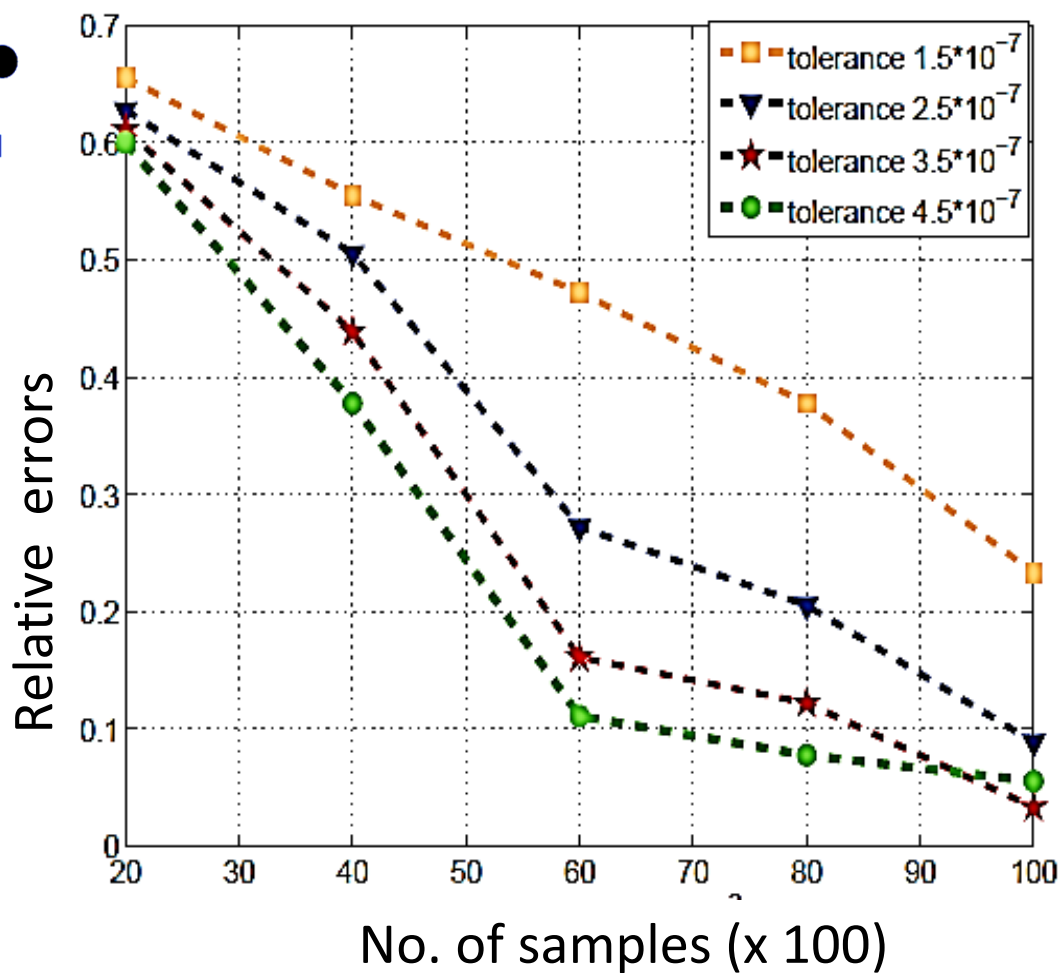 0.7
0.6
0.5
0.4
0.3
0.2
0.1
0
tolerance 1.5*10⁻⁷
tolerance 2.5*10⁻⁷
tolerance 3.5*10⁻⁷
tolerance 4.5*10⁻⁷
Relative errors
20 30 40 50 60 70 80 90 100
No. of samples (x 100)